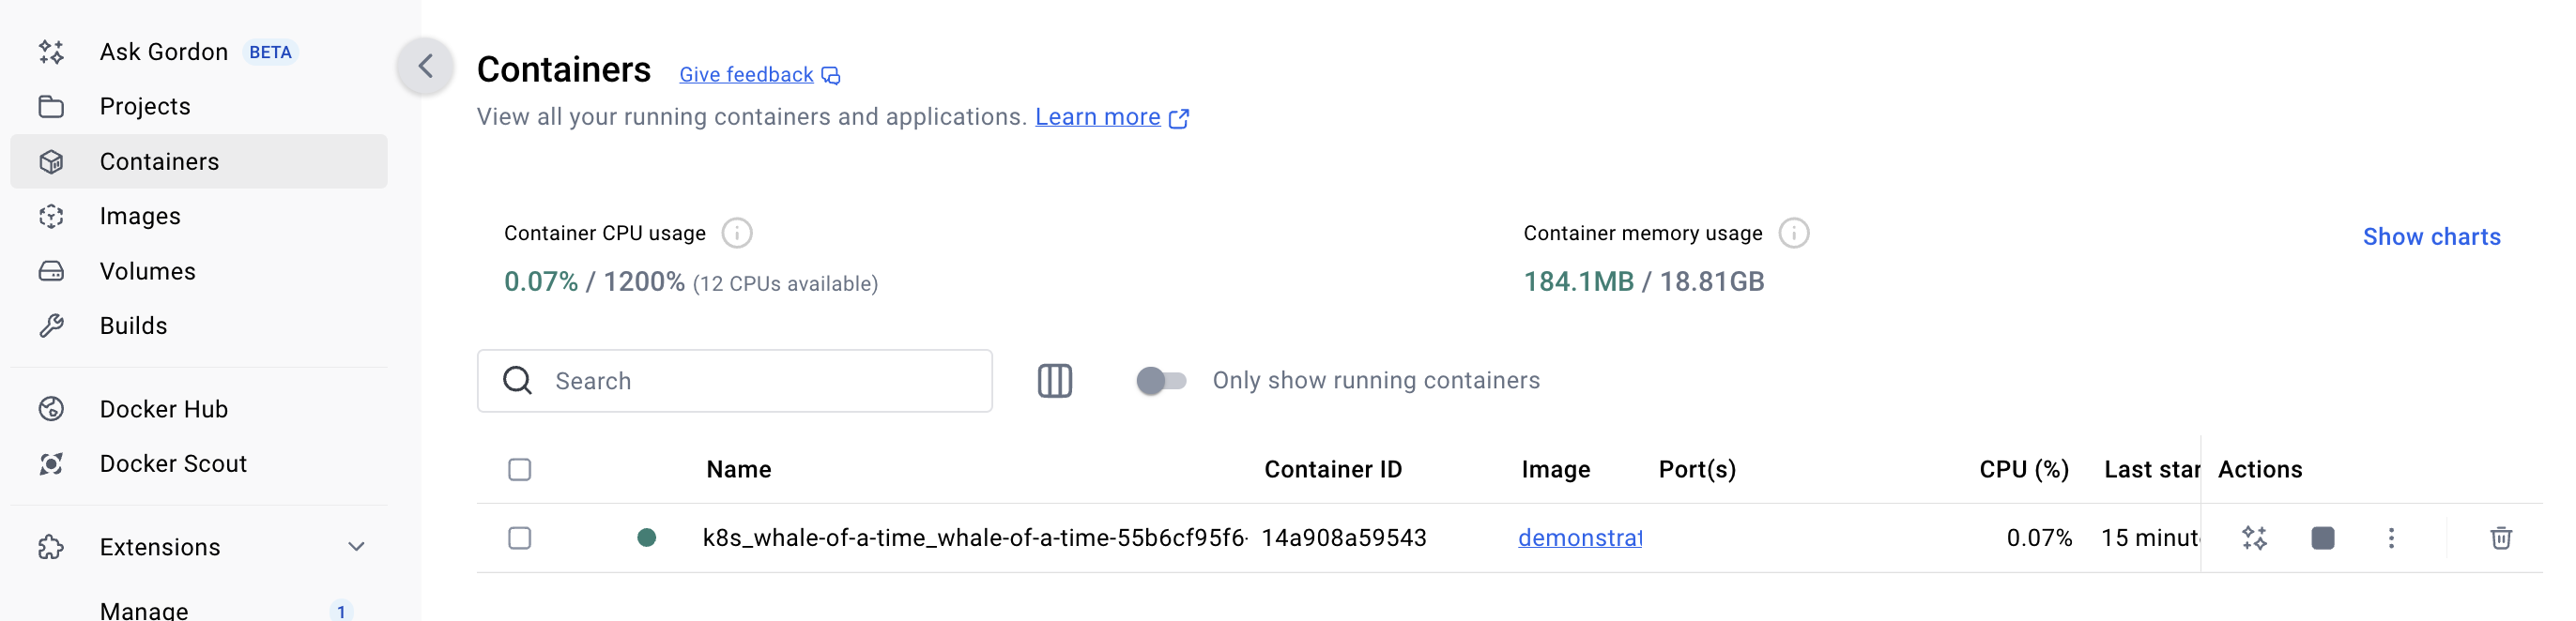 Ask Gordon BETA
Projects
Containers
Images
Volumes
Builds
Docker Hub
Docker Scout
Extensions
Manage 1
Containers Give feedback
View all your running containers and applications. Learn more
Container CPU usage
0.07% / 1200% (12 CPUs available)
Container memory usage
184.1MB / 18.81GB
Show charts
Search
Only show running containers
Name Container ID Image Port(s) CPU (%) Last star Actions
k8s_whale-of-a-time_whale-of-a-time-55b6cf95f6- 14a908a59543 demonstrat 0.07% 15 minut